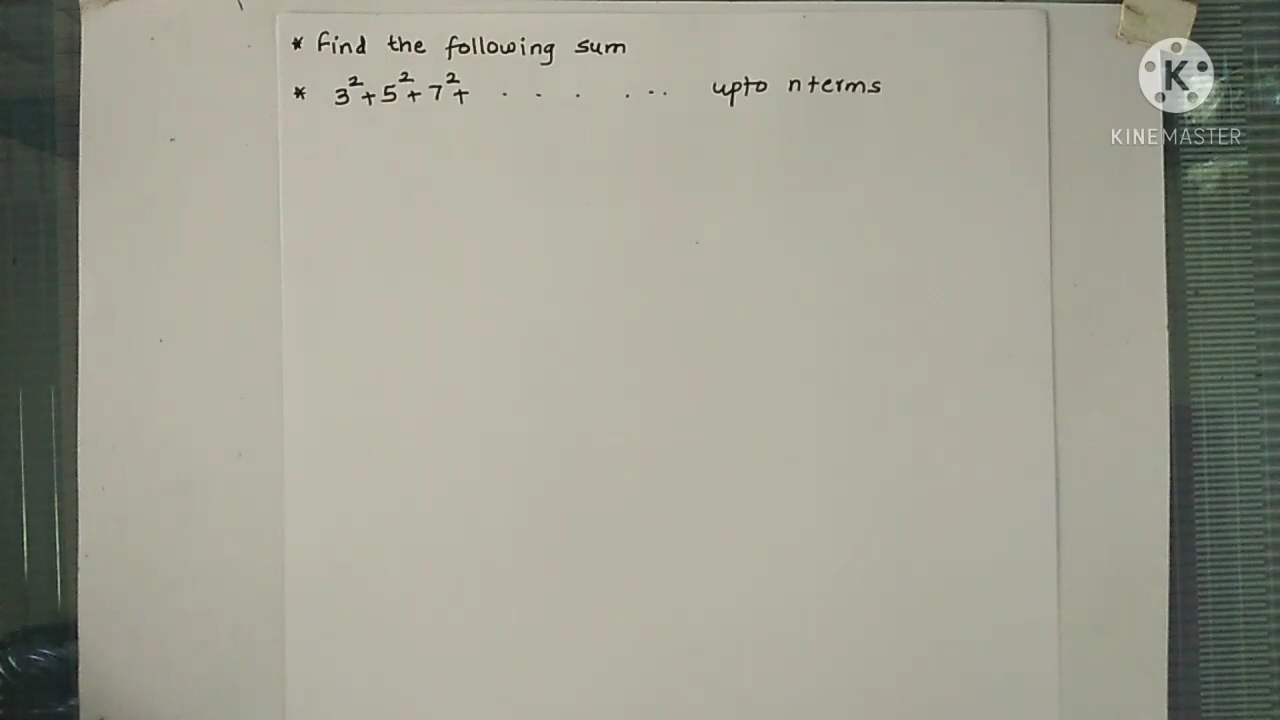 * Find the following sum
* 3²+5²+7²+ . . . . . . upto n terms
K
KINEMASTER